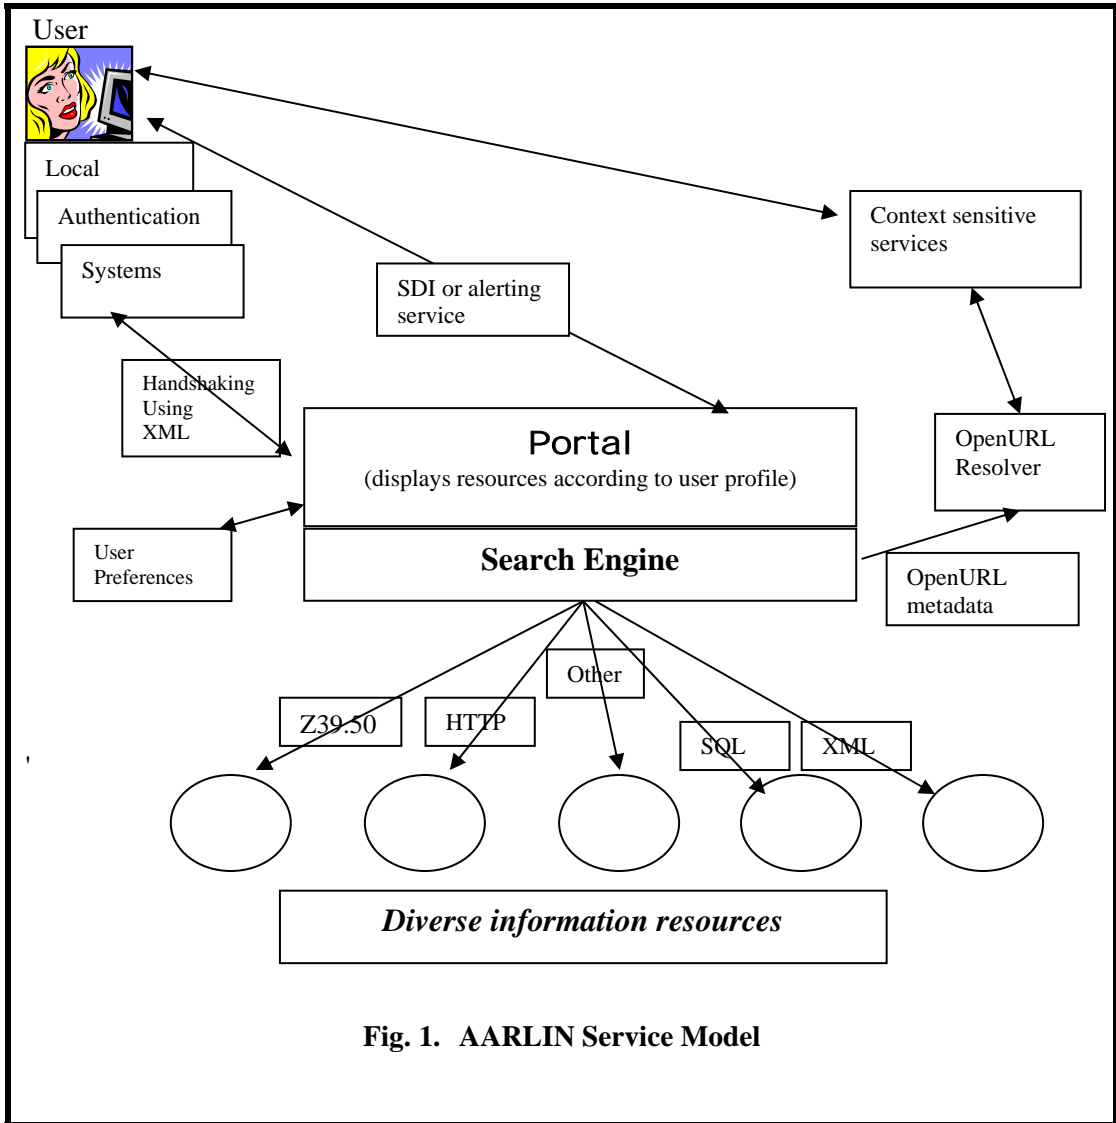 User
Local
Authentication
Systems
Context sensitive
services
SDI or alerting
service
Handshaking
Using
XML
Portal
(displays resources according to user profile)
OpenURL
Resolver
User
Preferences
Search Engine
OpenURL
metadata
Other
Z39.50
HTTP
SQL
XML
'
Diverse information resources
Fig. 1. AARLIN Service Model